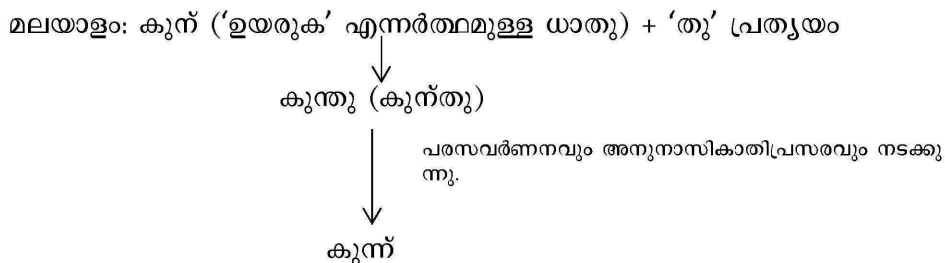 മലയാളം: കുന് (‘ഉയരുക’ എന്നർത്ഥമുള്ള ധാതു) + ‘തു’ പ്രത്യയം
കുന്തു (കുന്‌തു)
പരസവർണനവും അനുനാസികാതിപ്രസരവും നടക്കു
ന്നു.
കുന്ന്